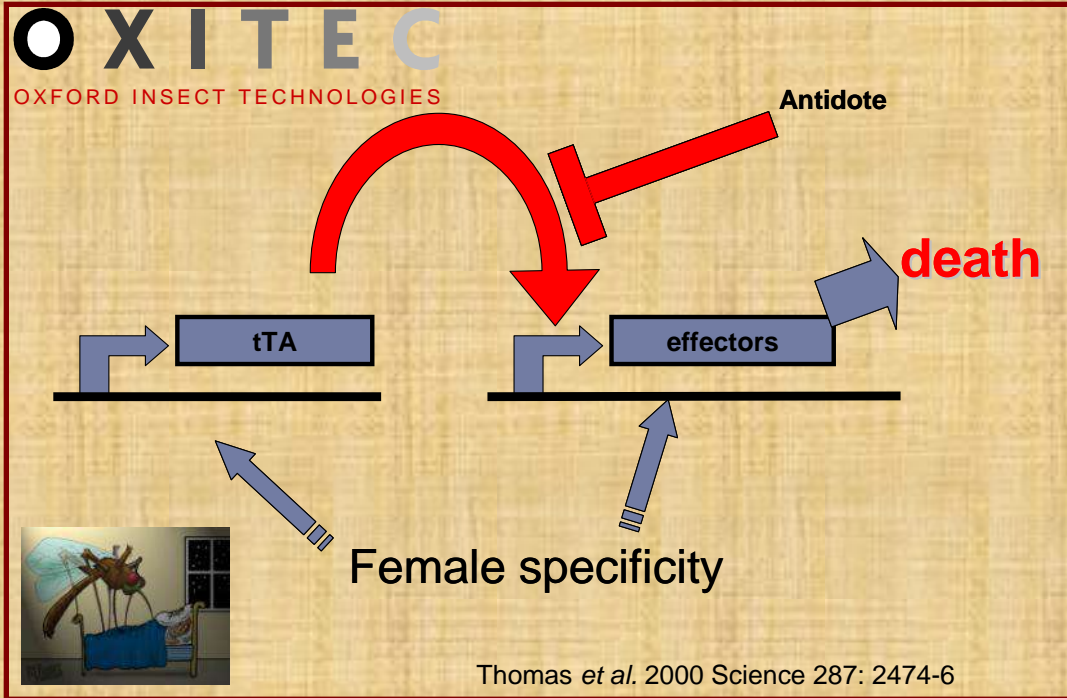 OXITEC
OXFORD INSECT TECHNOLOGIES
Antidote
death
tTA
effectors
Female specificity
Thomas et al. 2000 Science 287: 2474-6